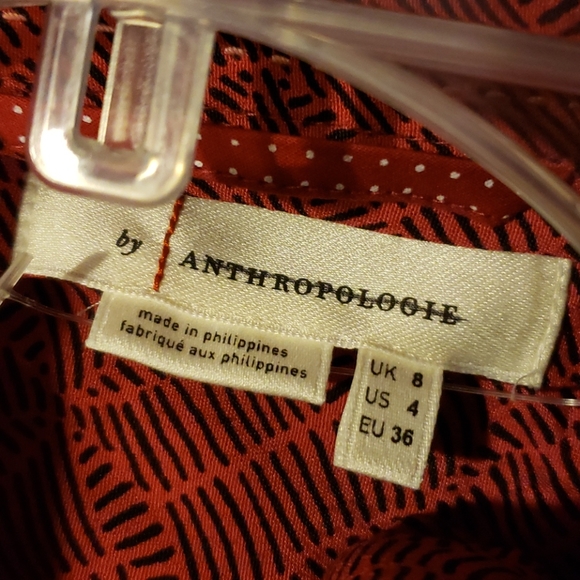 by ANTHROPOLOGIE
made in philippines
fabriqué aux philippines
UK 8
US 4
EU 36